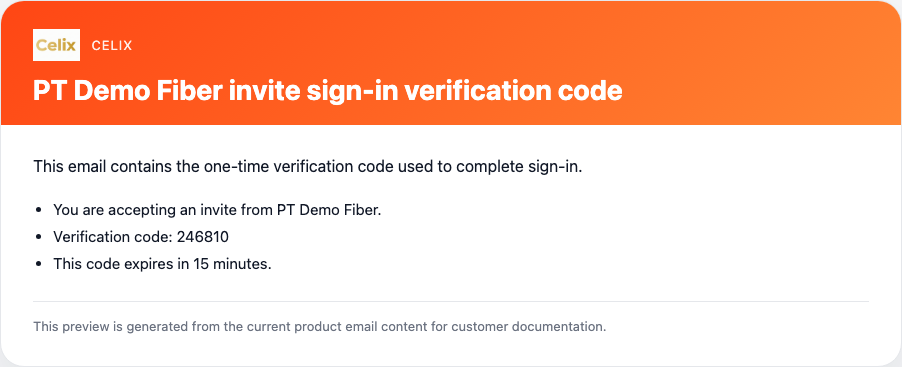 Celix
CELIX
PT Demo Fiber invite sign-in verification code
This email contains the one-time verification code used to complete sign-in.
• You are accepting an invite from PT Demo Fiber.
• Verification code: 246810
• This code expires in 15 minutes.
This preview is generated from the current product email content for customer documentation.